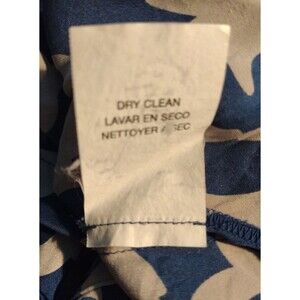 DRY CLEAN
LAVAR EN SECO
NETTOYER A SEC